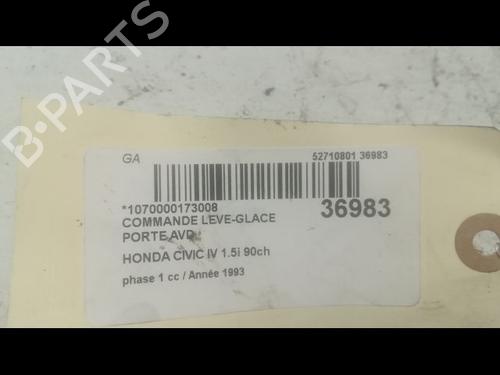 B-PARTS
GA
52710801 36983
*1070000173008
36983
COMMANDE LEVE-GLACE
PORTE AVD
HONDA CIVIC IV 1.5i 90ch
phase 1 cc / Année 1993